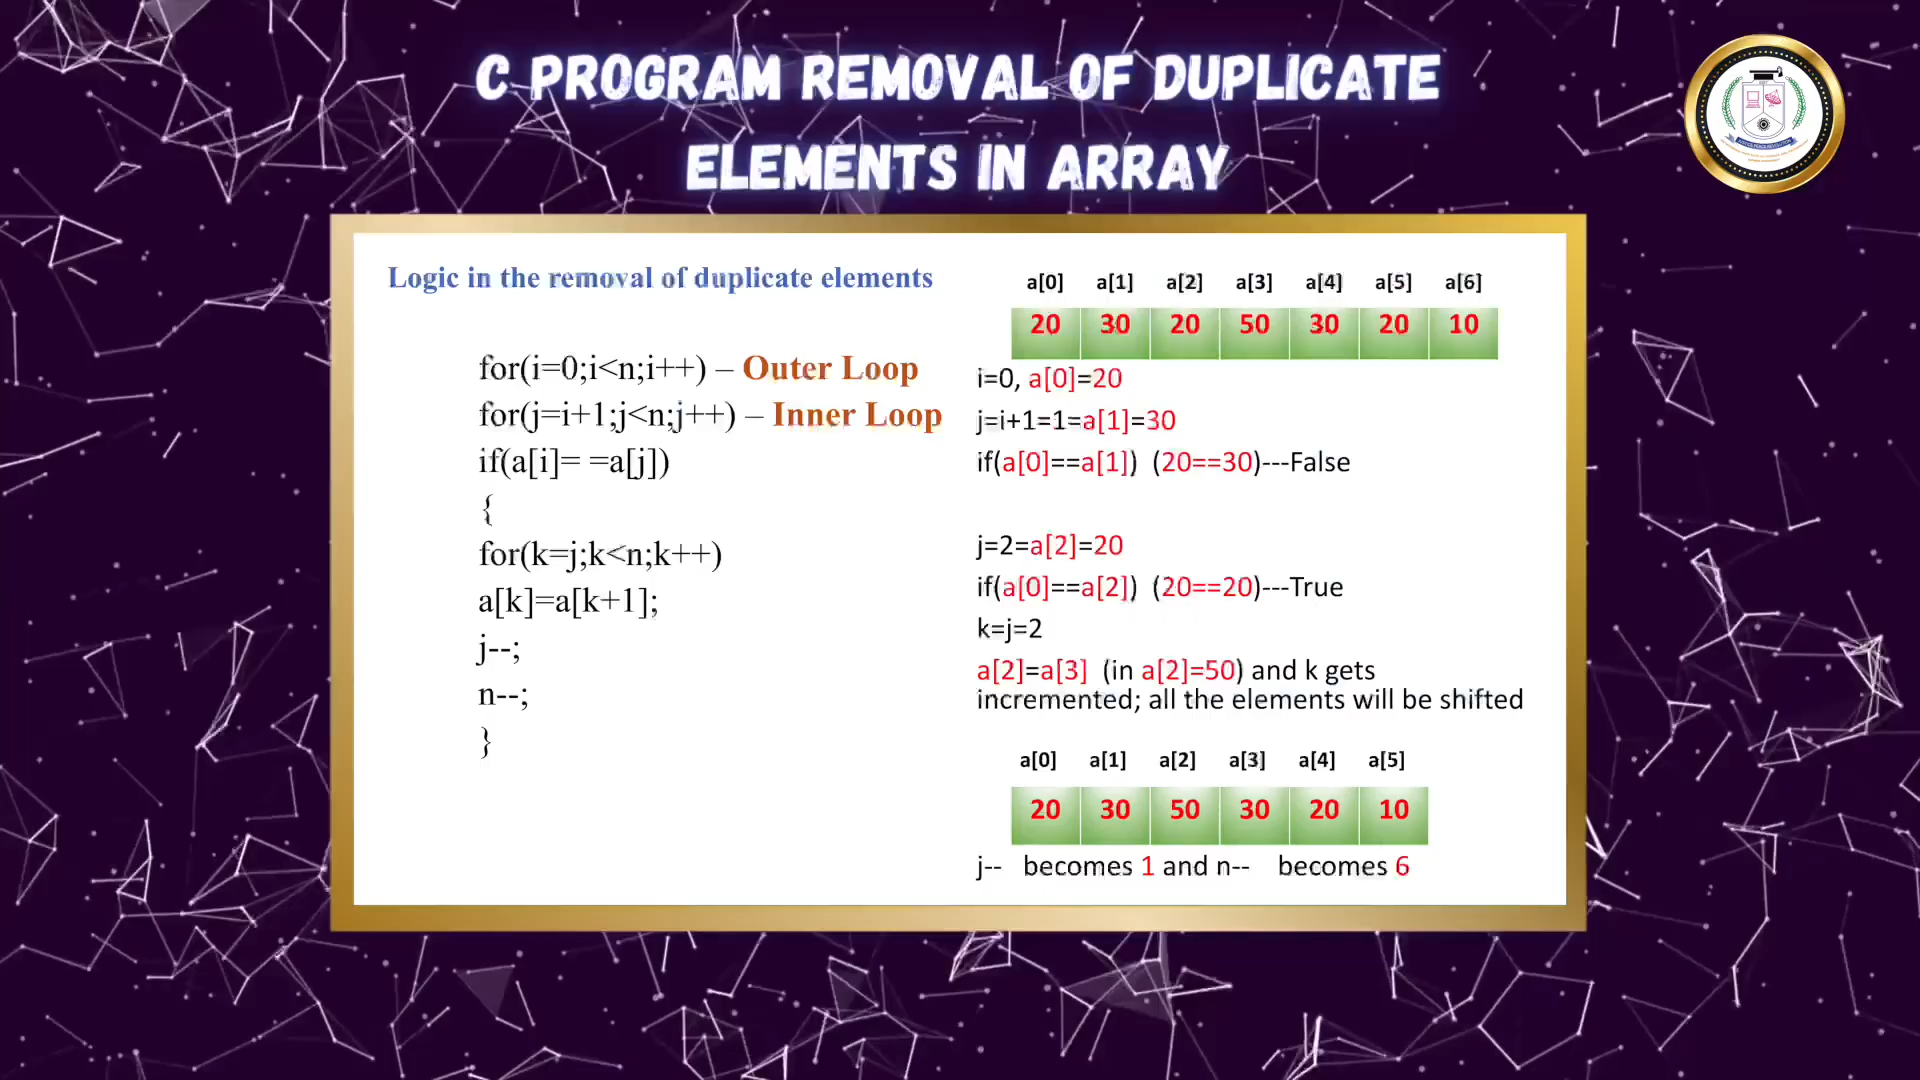 C PROGRAM REMOVAL OF DUPLICATE
ELEMENTS IN ARRAY
Logic in the removal of duplicate elements
for(i=0;i<n;i++) – Outer Loop
for(j=i+1;j<n;j++) – Inner Loop
if(a[i]= =a[j])
{
for(k=j;k<n;k++)
a[k]=a[k+1];
j--;
n--;
}
a[0] a[1] a[2] a[3] a[4] a[5] a[6]
20 30 20 50 30 20 10
i=0, a[0]=20
j=i+1=1=a[1]=30
if(a[0]==a[1]) (20==30)---False
j=2=a[2]=20
if(a[0]==a[2]) (20==20)---True
k=j=2
a[2]=a[3] (in a[2]=50) and k gets
incremented; all the elements will be shifted
a[0] a[1] a[2] a[3] a[4] a[5]
20 30 50 30 20 10
j-- becomes 1 and n-- becomes 6